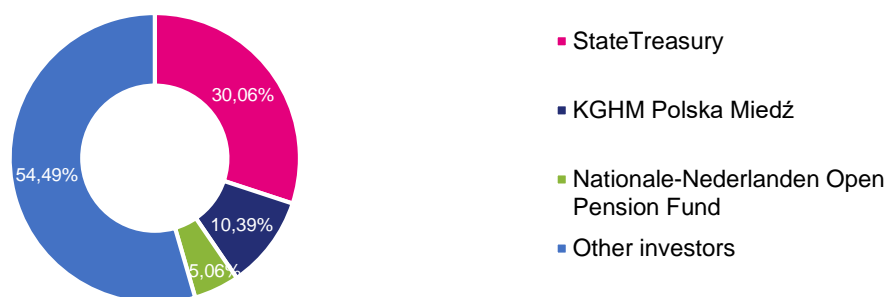 30,06%
10,39%
5,06%
54,49%
StateTreasury
KGHM Polska Miedź
Nationale-Nederlanden Open
Pension Fund
Other investors